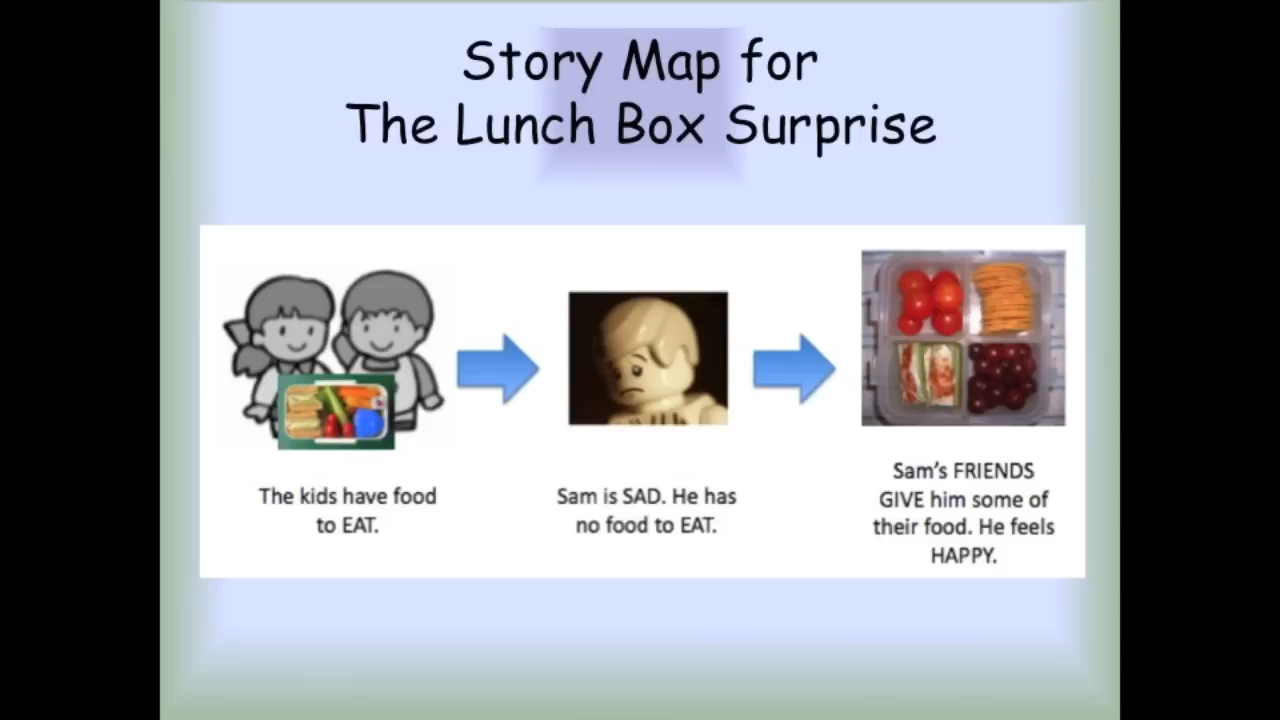 Story Map for
The Lunch Box Surprise
The kids have food
to EAT.
Sam is SAD. He has
no food to EAT.
Sam's FRIENDS
GIVE him some of
their food. He feels
HAPPY.